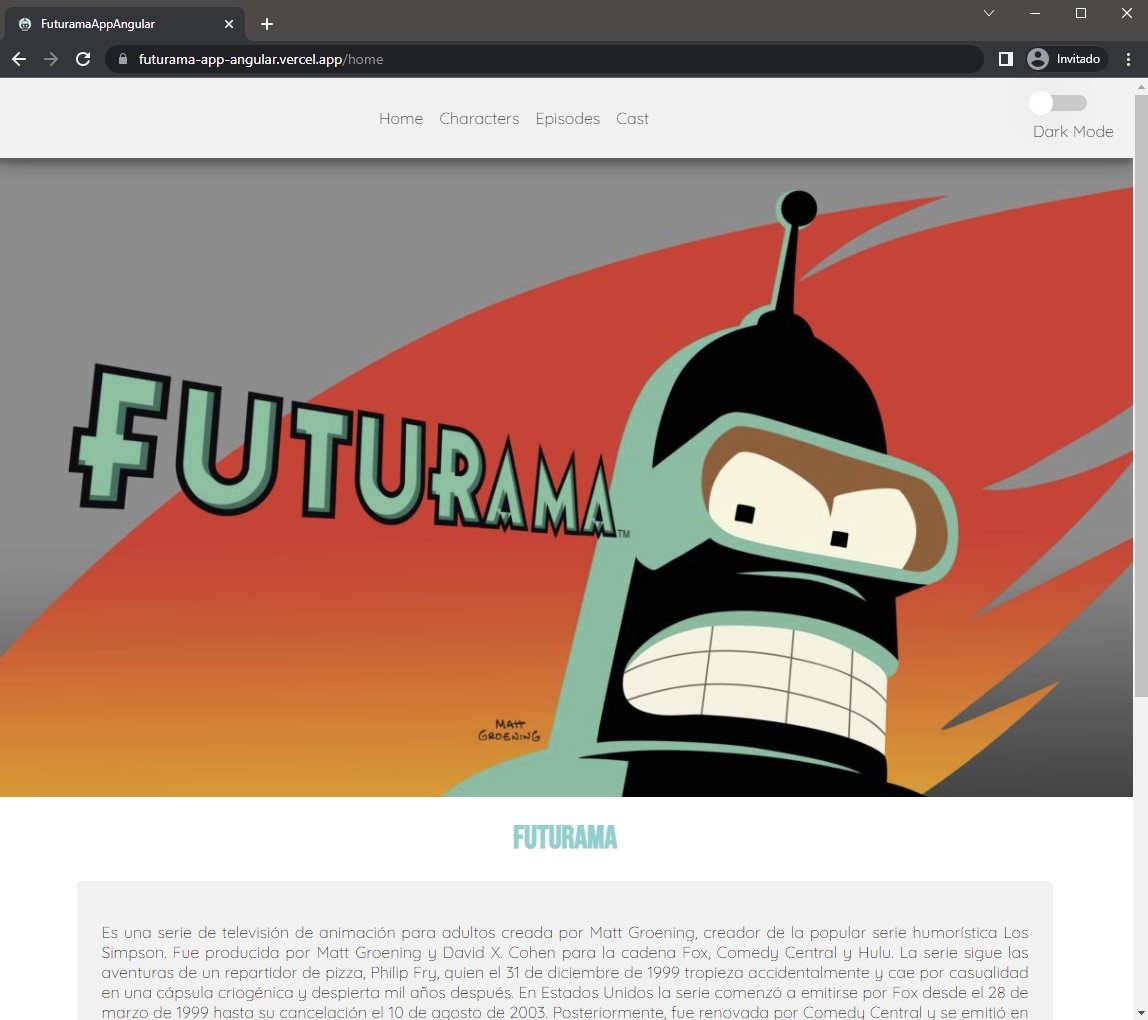 FuturamaAppAngular
futurama-app-angular.vercel.app/home
Invitado
Home Characters Episodes Cast
Dark Mode
FUTURAMA TM
MATT
GROENING
FUTURAMA
Es una serie de televisión de animación para adultos creada por Matt Groening, creador de la popular serie humorística Los
Simpson. Fue producida por Matt Groening y David X. Cohen para la cadena Fox, Comedy Central y Hulu. La serie sigue las
aventuras de un repartidor de pizza, Philip Fry, quien el 31 de diciembre de 1999 tropieza accidentalmente y cae por casualidad
en una cápsula criogénica y despierta mil años después. En Estados Unidos la serie comenzó a emitirse por Fox desde el 28 de
marzo de 1999 hasta su cancelación el 10 de agosto de 2003. Posteriormente, fue renovada por Comedy Central y se emitió en